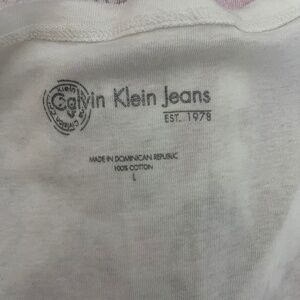 Calvin Klein Jeans
EST. 1978
MADE IN DOMINICAN REPUBLIC
100% COTTON
L